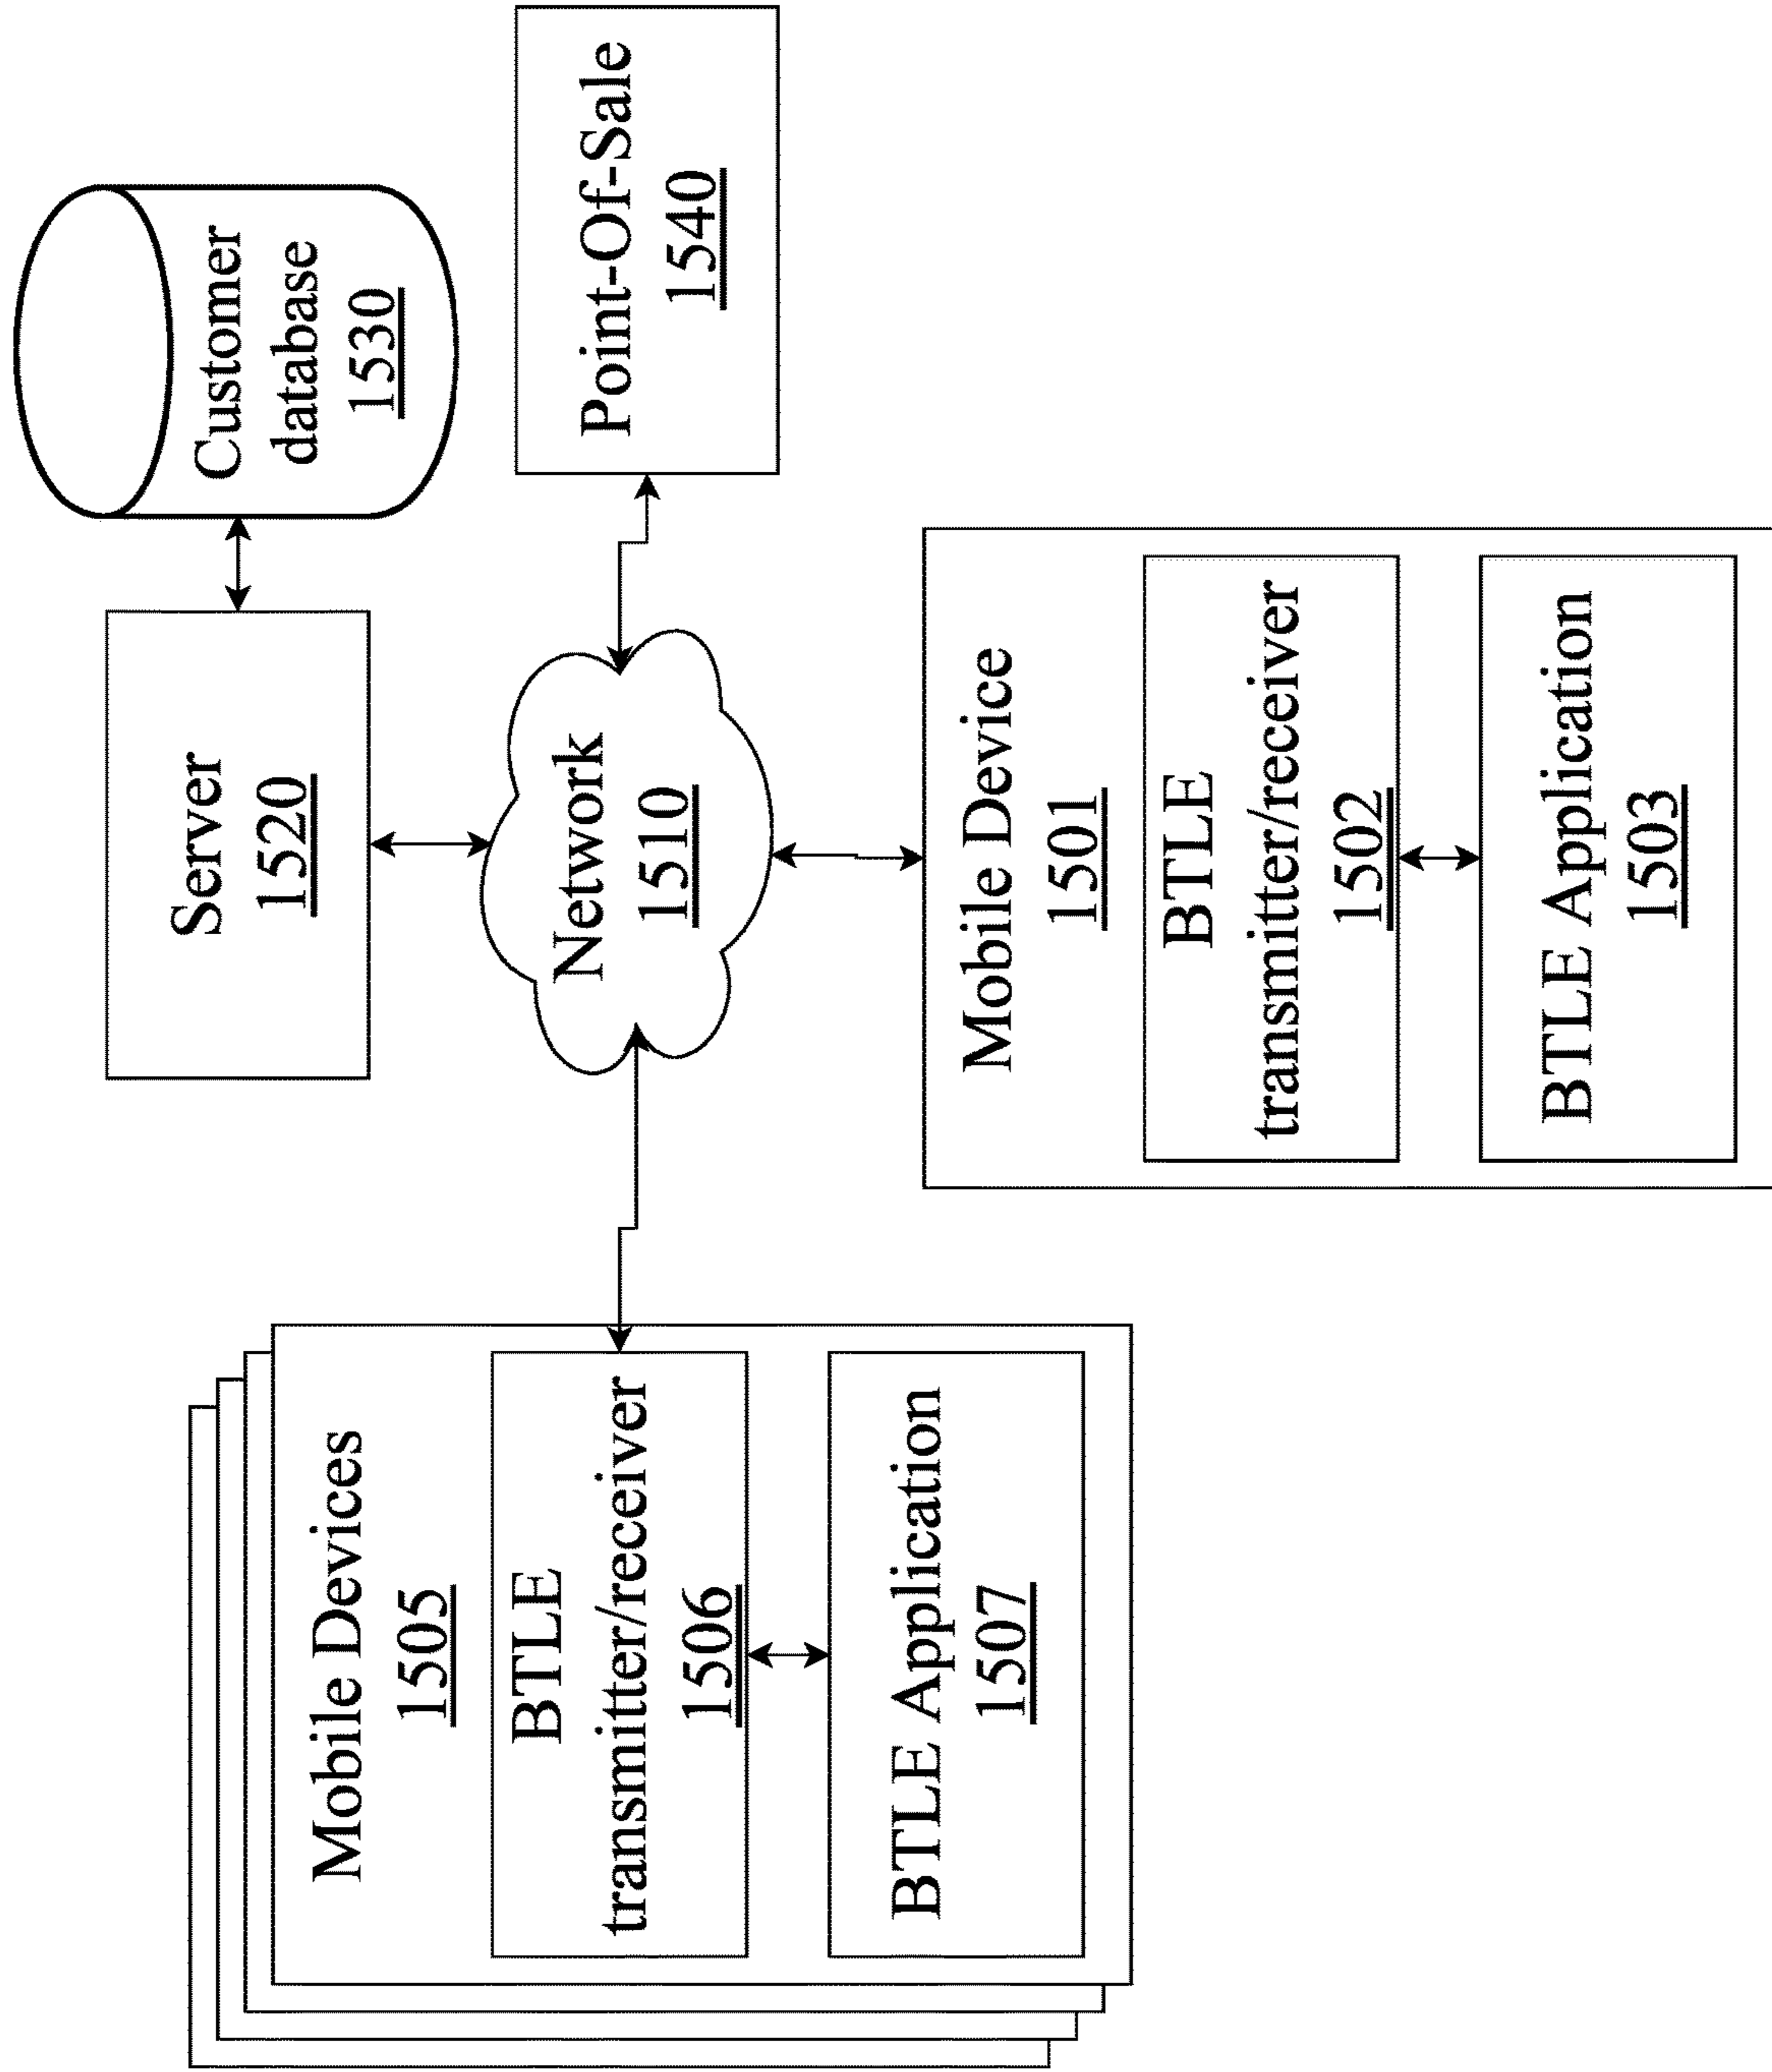 Server
1520
Customer
database
1530
Network
1510
Point-Of-Sale
1540
Mobile Devices
1505
BTLE
transmitter/receiver
1506
BTLE Application
1507
Mobile Device
1501
BTLE
transmitter/receiver
1502
BTLE Application
1503